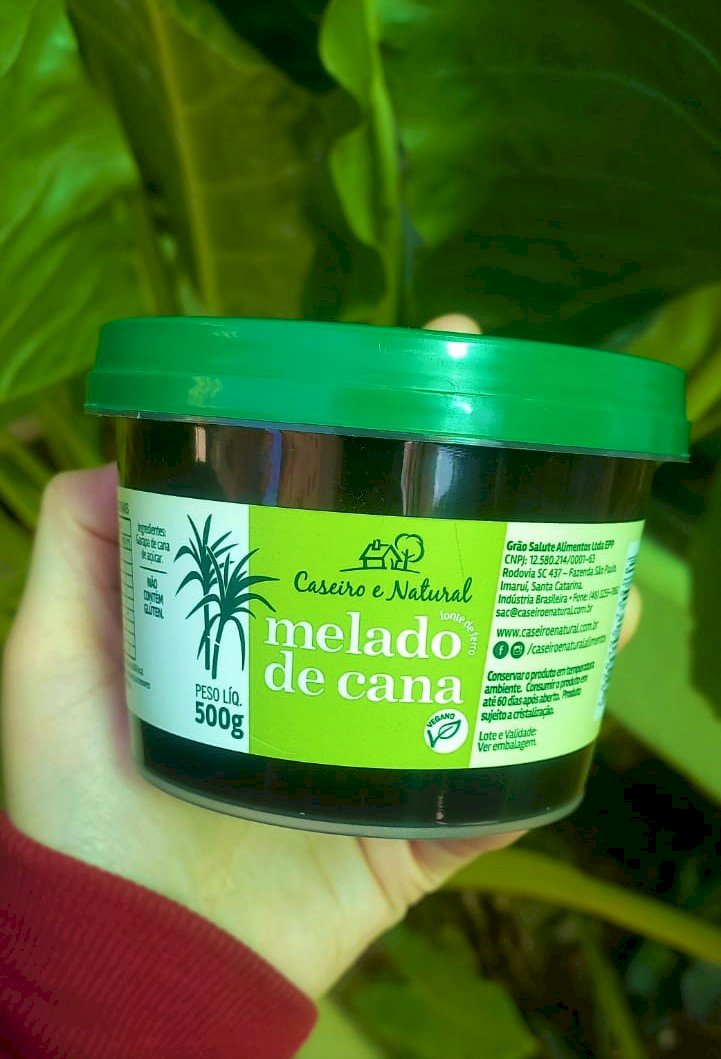 Ingredientes:
Garapa de cana
de açúcar.
NÃO
CONTÉM
GLÚTEN.
PESO LÍQ.
500g
Caseiro e Natural
fonte de ferro
melado
de cana
VEGANO
Grão Salute Alimentos Ltda EPP
CNPJ: 12.580.214/0001-63
Rodovia SC 437 – Fazenda São Paulo
Imaruí, Santa Catarina.
Indústria Brasileira • Fone: (48)
sac@caseiroenatural.com.br
www.caseiroenatural.com.br
/caseiroenaturalalimentos
Conservar o produto em temperatura
ambiente. Consumir o produto em
até 60 dias após aberto. Produto
sujeito a cristalização.
Lote e Validade:
Ver embalagem.